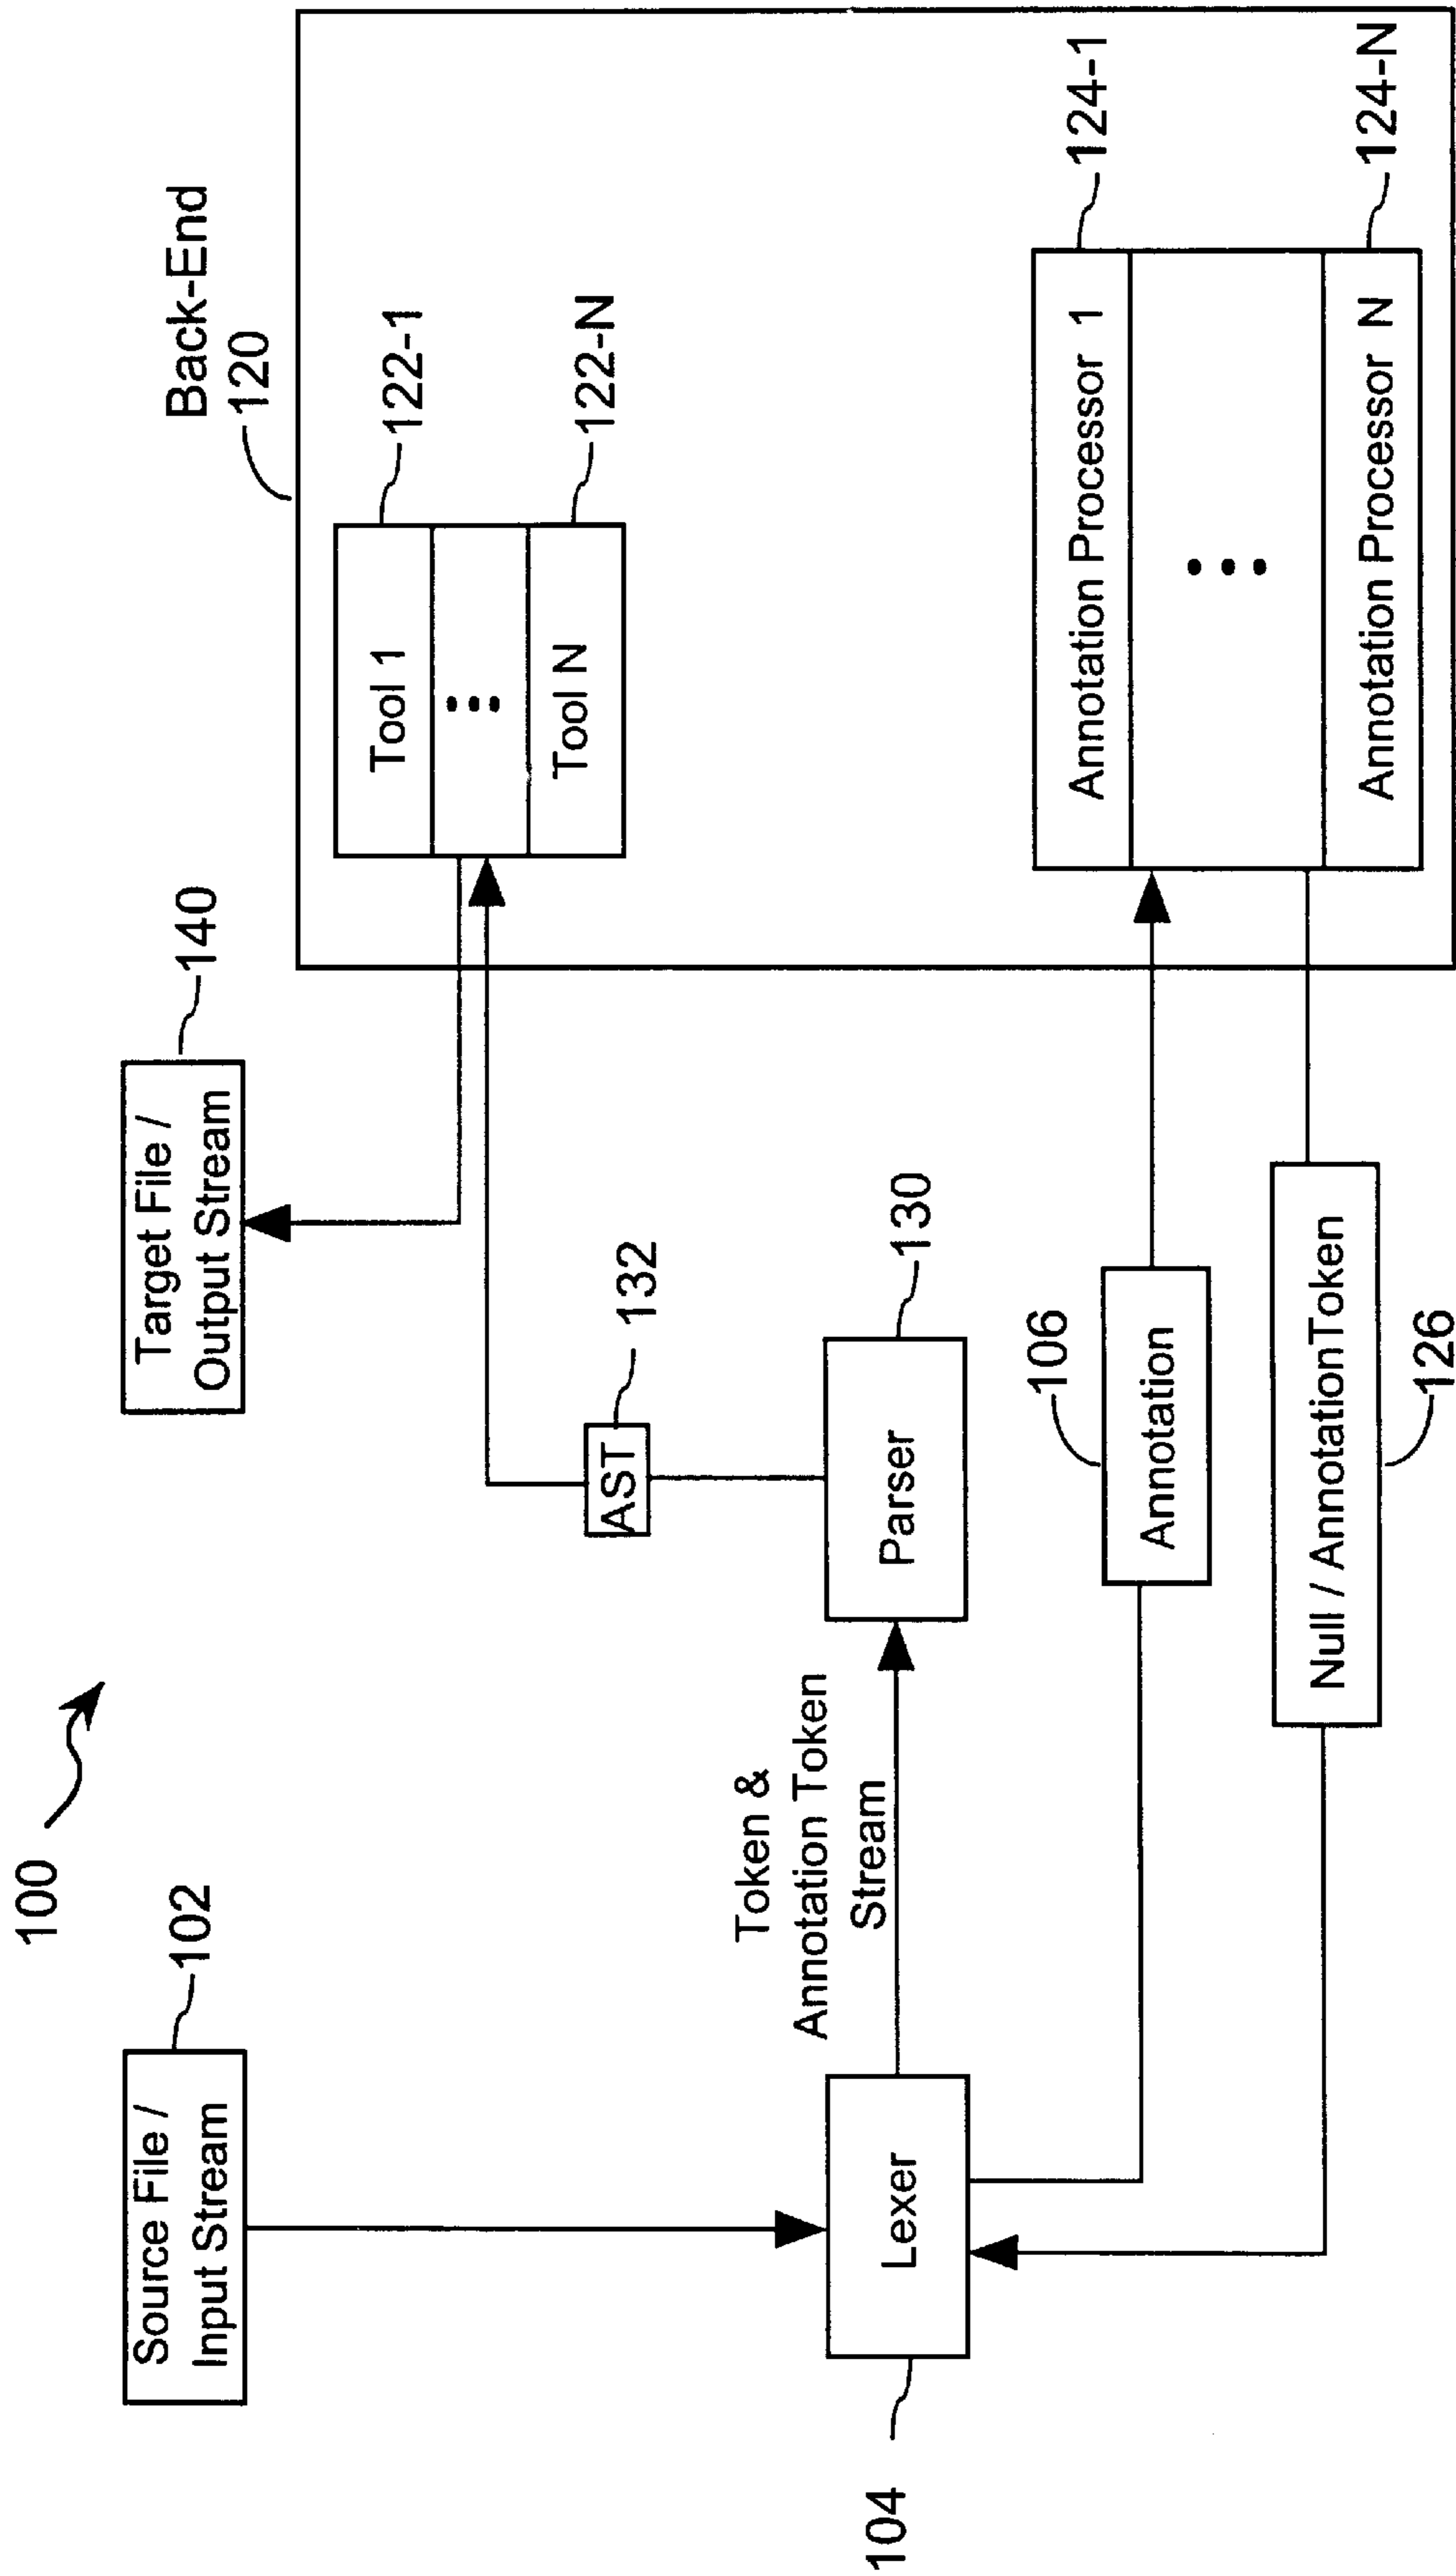 100
Source File /
Input Stream
102
Target File /
Output Stream
140
Back-End
120
Tool 1
Tool N
122-1
122-N
AST
132
Token &
Annotation Token
Stream
Lexer
104
Parser
130
Annotation
106
Null / AnnotationToken
126
Annotation Processor 1
Annotation Processor N
124-1
124-N